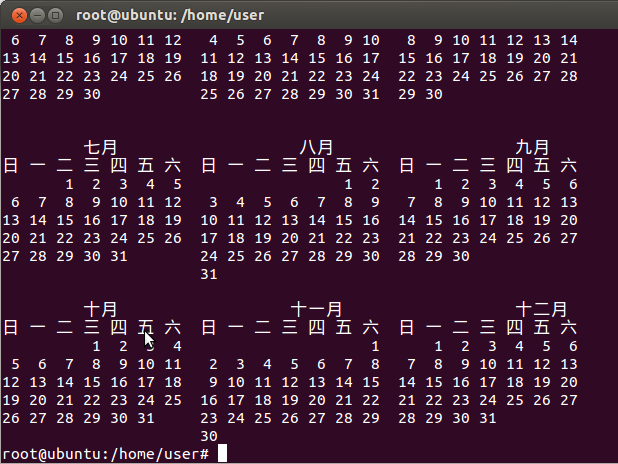 root@ubuntu: /home/user
 6  7  8  9 10 11 12   4  5  6  7  8  9 10   8  9 10 11 12 13 14
13 14 15 16 17 18 19  11 12 13 14 15 16 17  15 16 17 18 19 20 21
20 21 22 23 24 25 26  18 19 20 21 22 23 24  22 23 24 25 26 27 28
27 28 29 30           25 26 27 28 29 30 31  29 30
七月 八月 九月
日 一 二 三 四 五 六  日 一 二 三 四 五 六  日 一 二 三 四 五 六
       1  2  3  4  5                  1  2      1  2  3  4  5  6
 6  7  8  9 10 11 12   3  4  5  6  7  8  9   7  8  9 10 11 12 13
13 14 15 16 17 18 19  10 11 12 13 14 15 16  14 15 16 17 18 19 20
20 21 22 23 24 25 26  17 18 19 20 21 22 23  21 22 23 24 25 26 27
27 28 29 30 31        24 25 26 27 28 29 30  28 29 30
31
十月 十一月 十二月
日 一 二 三 四 五 六  日 一 二 三 四 五 六  日 一 二 三 四 五 六
          1  2  3  4                     1      1  2  3  4  5  6
 5  6  7  8  9 10 11   2  3  4  5  6  7  8   7  8  9 10 11 12 13
12 13 14 15 16 17 18   9 10 11 12 13 14 15  14 15 16 17 18 19 20
19 20 21 22 23 24 25  16 17 18 19 20 21 22  21 22 23 24 25 26 27
26 27 28 29 30 31     23 24 25 26 27 28 29  28 29 30 31
30
root@ubuntu:/home/user#